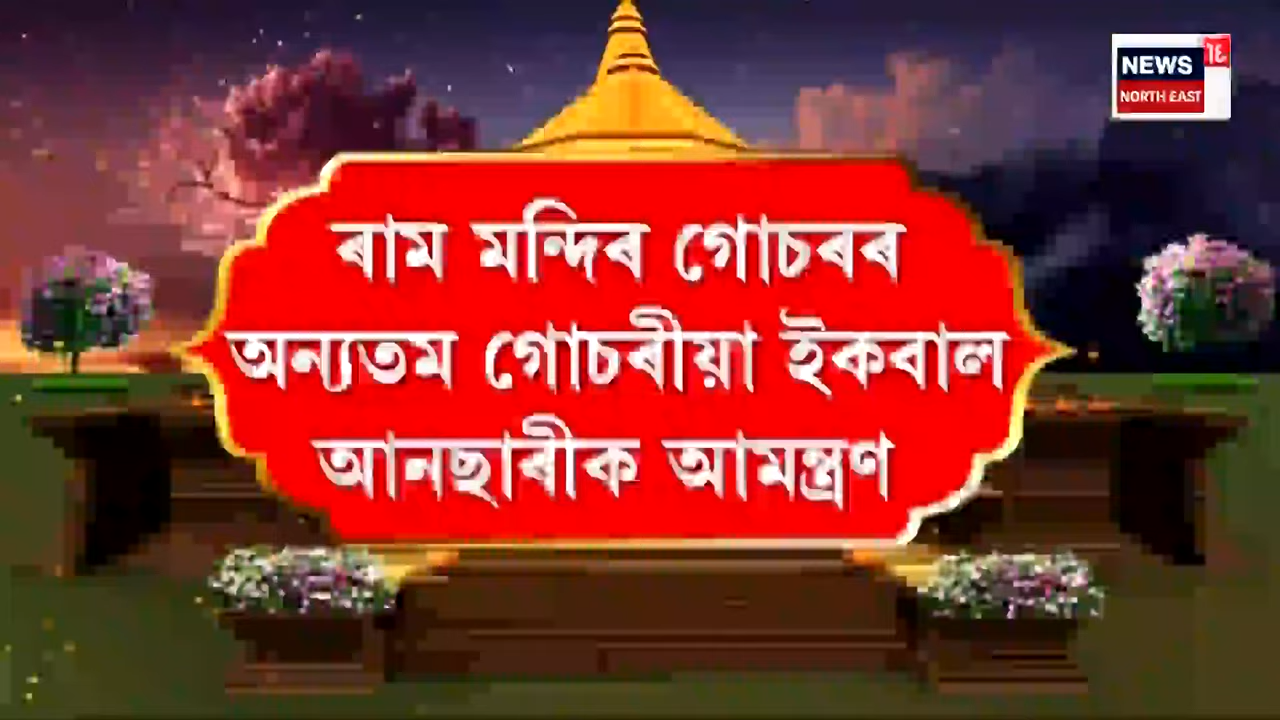 NEWS 18
NORTH EAST
ৰাম মন্দিৰ গোচৰৰ
অন্যতম গোচৰীয়া ইকবাল
আনছাৰীক আমন্ত্ৰণ